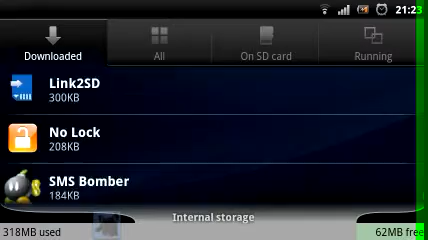 21:23
Downloaded
All
On SD card
Running
Link2SD
300KB
No Lock
208KB
SMS Bomber
184KB
Internal storage
318MB used
62MB free